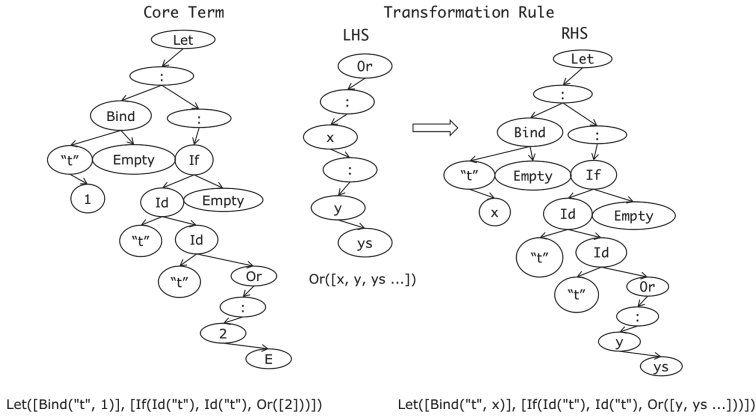 Core Term
Transformation Rule
LHS
RHS
Let
:
Bind
:
"t"
Empty
If
1
Id
Empty
"t"
Id
"t"
Or
:
2
E
Let([Bind("t", 1)], [If(Id("t"), Id("t"), Or([2]))])
Or
:
x
:
y
ys
Or([x, y, ys ...])
Let
:
Bind
:
"t"
Empty
If
x
Id
Empty
"t"
Id
"t"
Or
:
y
ys
Let([Bind("t", x)], [If(Id("t"), Id("t"), Or([y, ys ...]))])